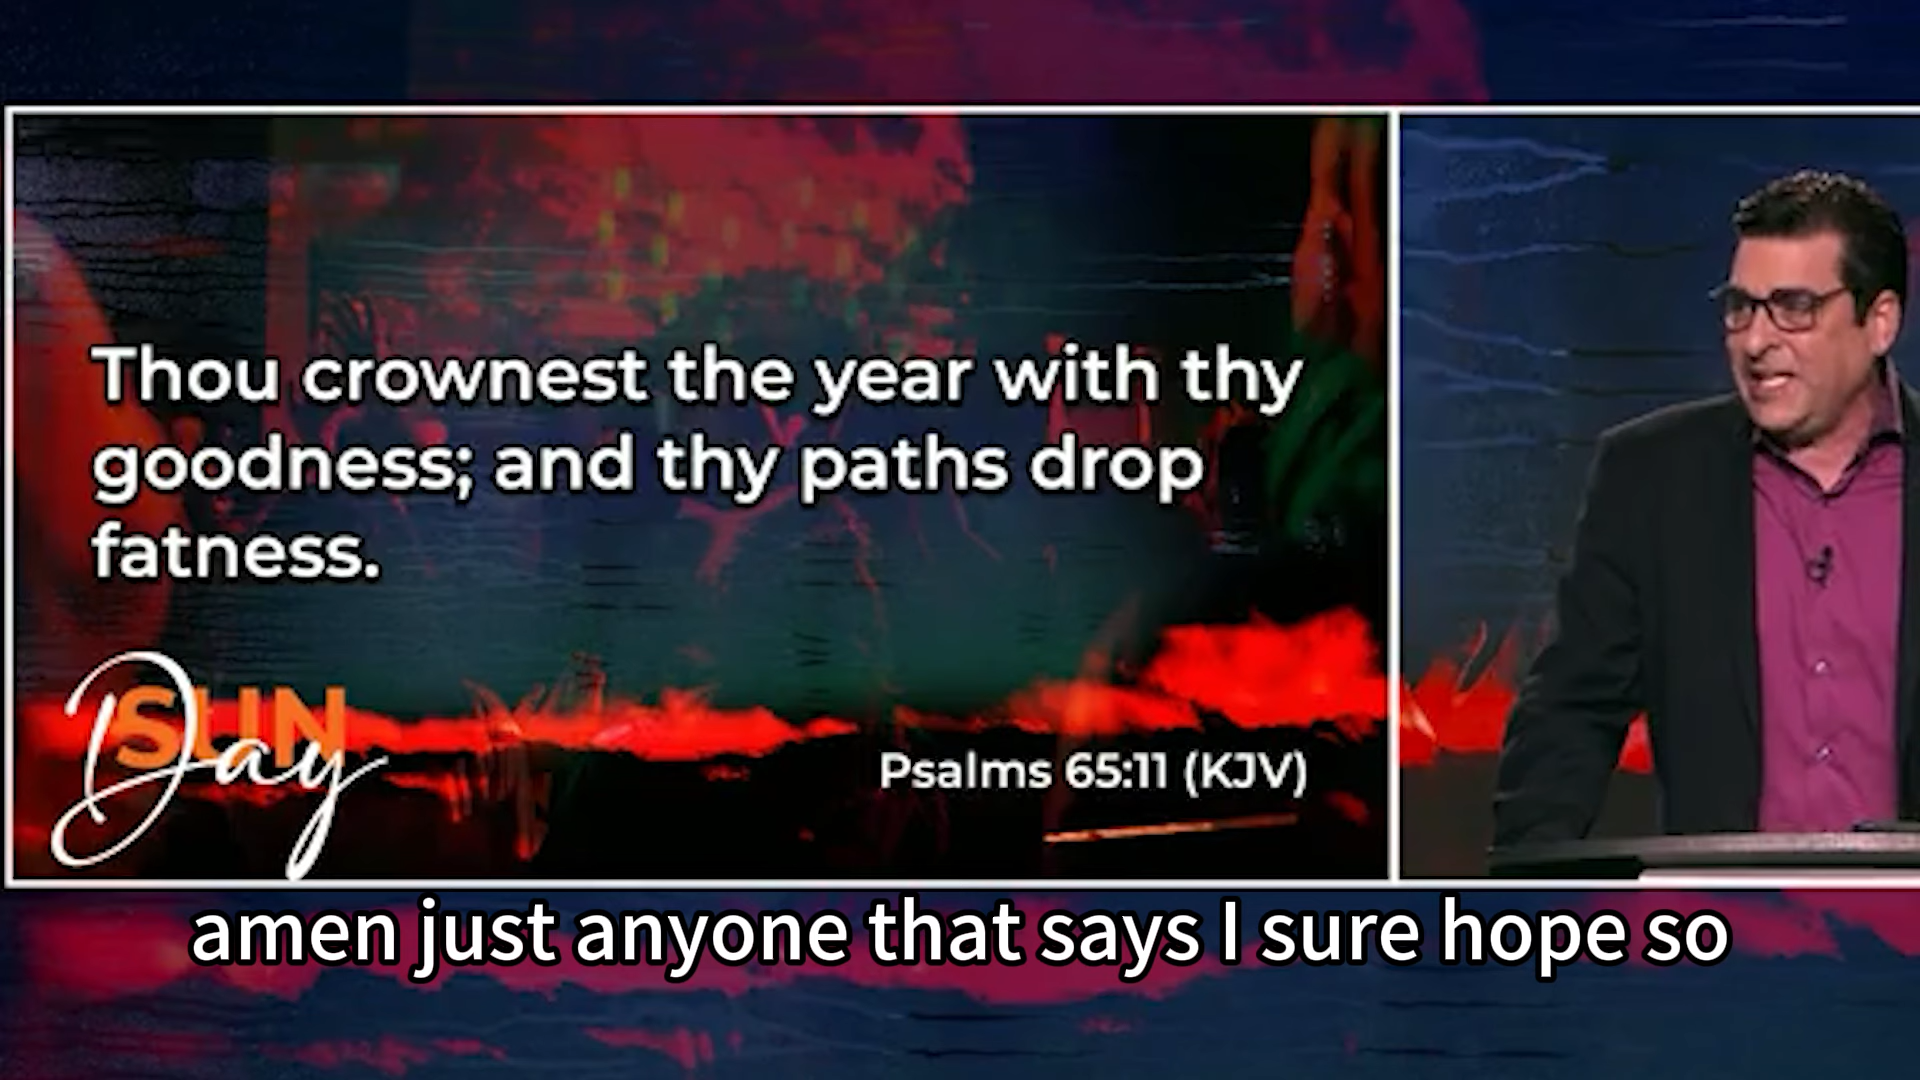 Thou crownest the year with thy
goodness; and thy paths drop
fatness.
SUN
Day
Psalms 65:11 (KJV)
amen just anyone that says I sure hope so